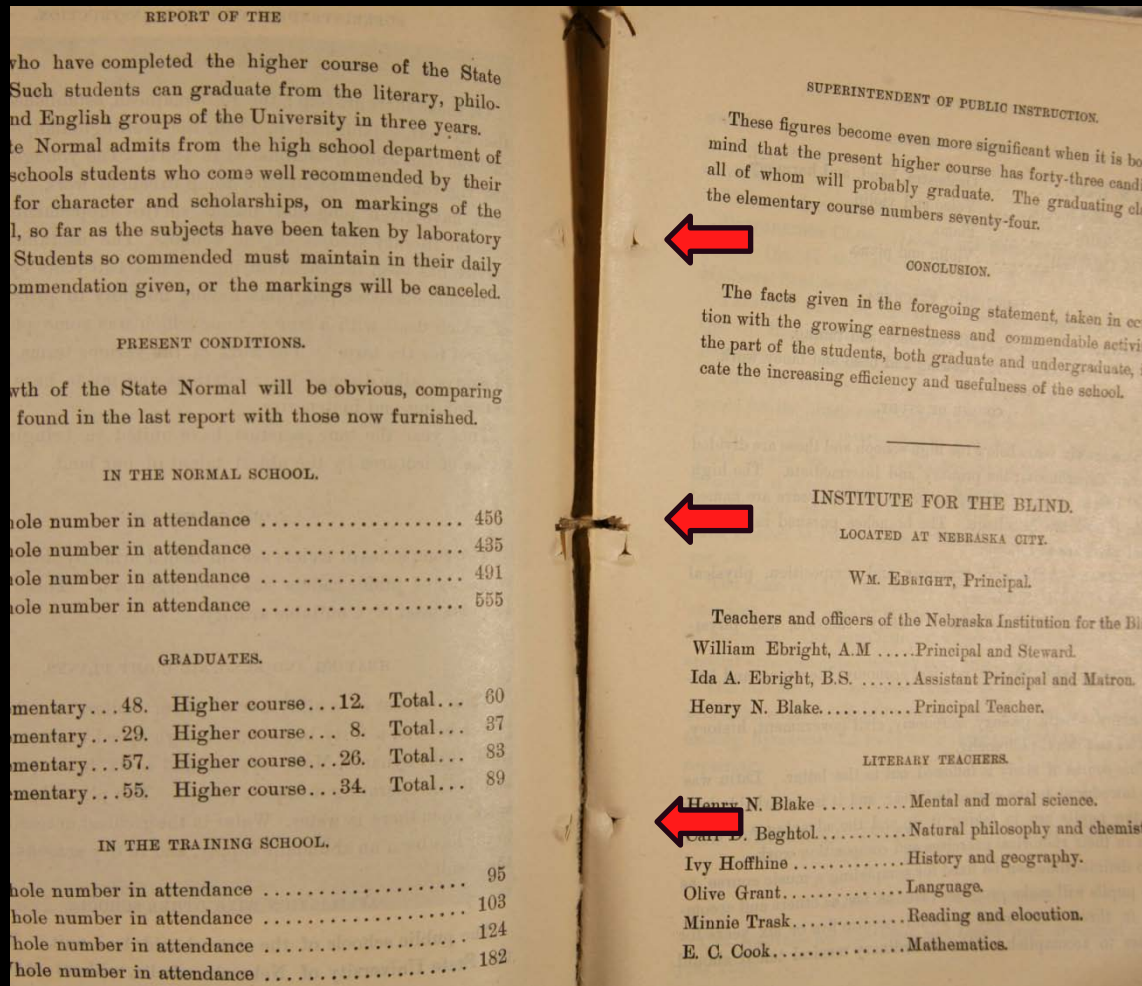 REPORT OF THE
who have completed the higher course of the State
Such students can graduate from the literary, philo-
nd English groups of the University in three years.
te Normal admits from the high school department of
schools students who come well recommended by their
for character and scholarships, on markings of the
l, so far as the subjects have been taken by laboratory
Students so commended must maintain in their daily
ommendation given, or the markings will be canceled.
PRESENT CONDITIONS.
wth of the State Normal will be obvious, comparing
found in the last report with those now furnished.
IN THE NORMAL SCHOOL.
hole number in attendance ................... 456
hole number in attendance ................... 435
hole number in attendance ................... 491
hole number in attendance ................... 555
GRADUATES.
mentary...48. Higher course...12. Total... 60
mentary...29. Higher course... 8. Total... 37
mentary...57. Higher course...26. Total... 83
mentary...55. Higher course...34. Total... 89
IN THE TRAINING SCHOOL.
hole number in attendance ................... 95
hole number in attendance ................... 103
hole number in attendance ................... 124
hole number in attendance ................... 182
SUPERINTENDENT OF PUBLIC INSTRUCTION.
These figures become even more significant when it is bo
mind that the present higher course has forty-three candi
all of whom will probably graduate. The graduating cl
the elementary course numbers seventy-four.
CONCLUSION.
The facts given in the foregoing statement, taken in
tion with the growing earnestness and commendable activi
the part of the students, both graduate and undergraduate,
cate the increasing efficiency and usefulness of the school.
INSTITUTE FOR THE BLIND.
LOCATED AT NEBRASKA CITY.
WM. EBRIGHT, Principal.
Teachers and officers of the Nebraska Institution for the Bl
William Ebright, A.M .....Principal and Steward.
Ida A. Ebright, B.S. ......Assistant Principal and Matron.
Henry N. Blake...........Principal Teacher.
LITERARY TEACHERS.
Henry N. Blake ..........Mental and moral science.
D. Beghtol...........Natural philosophy and chemist
Ivy Hoffhine .............History and geography.
Olive Grant..............Language.
Minnie Trask.............Reading and elocution.
E. C. Cook...............Mathematics.